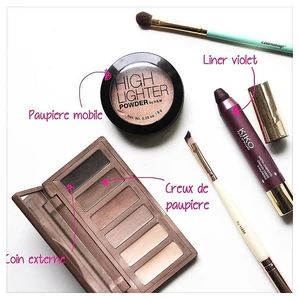 Liner violet
HIGH
LIGHTER
POWDER
Paupiere mobile
KIKO
Creux de
paupiere
Coin externe